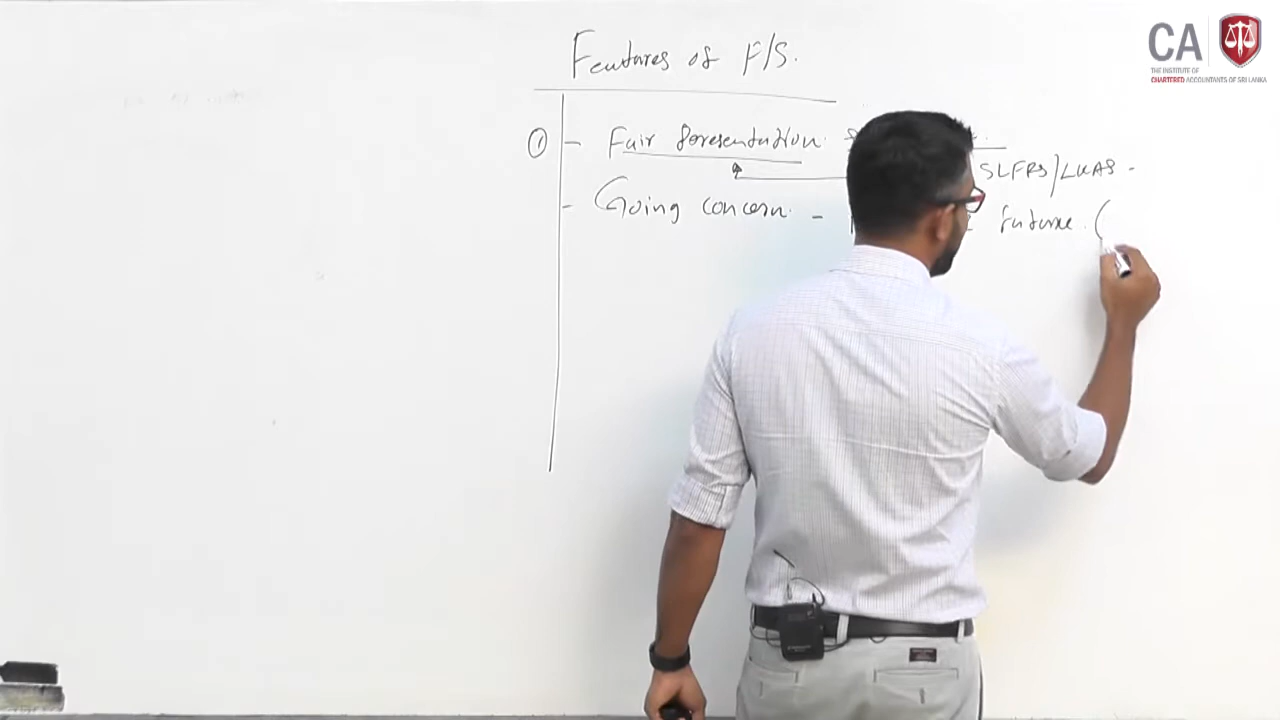 CA
THE INSTITUTE OF
CHARTERED ACCOUNTANTS OF SRI LANKA
Features of F/S.
① - Fair Presentation
SLFRS/LKAS -
- Going concern. - future. (